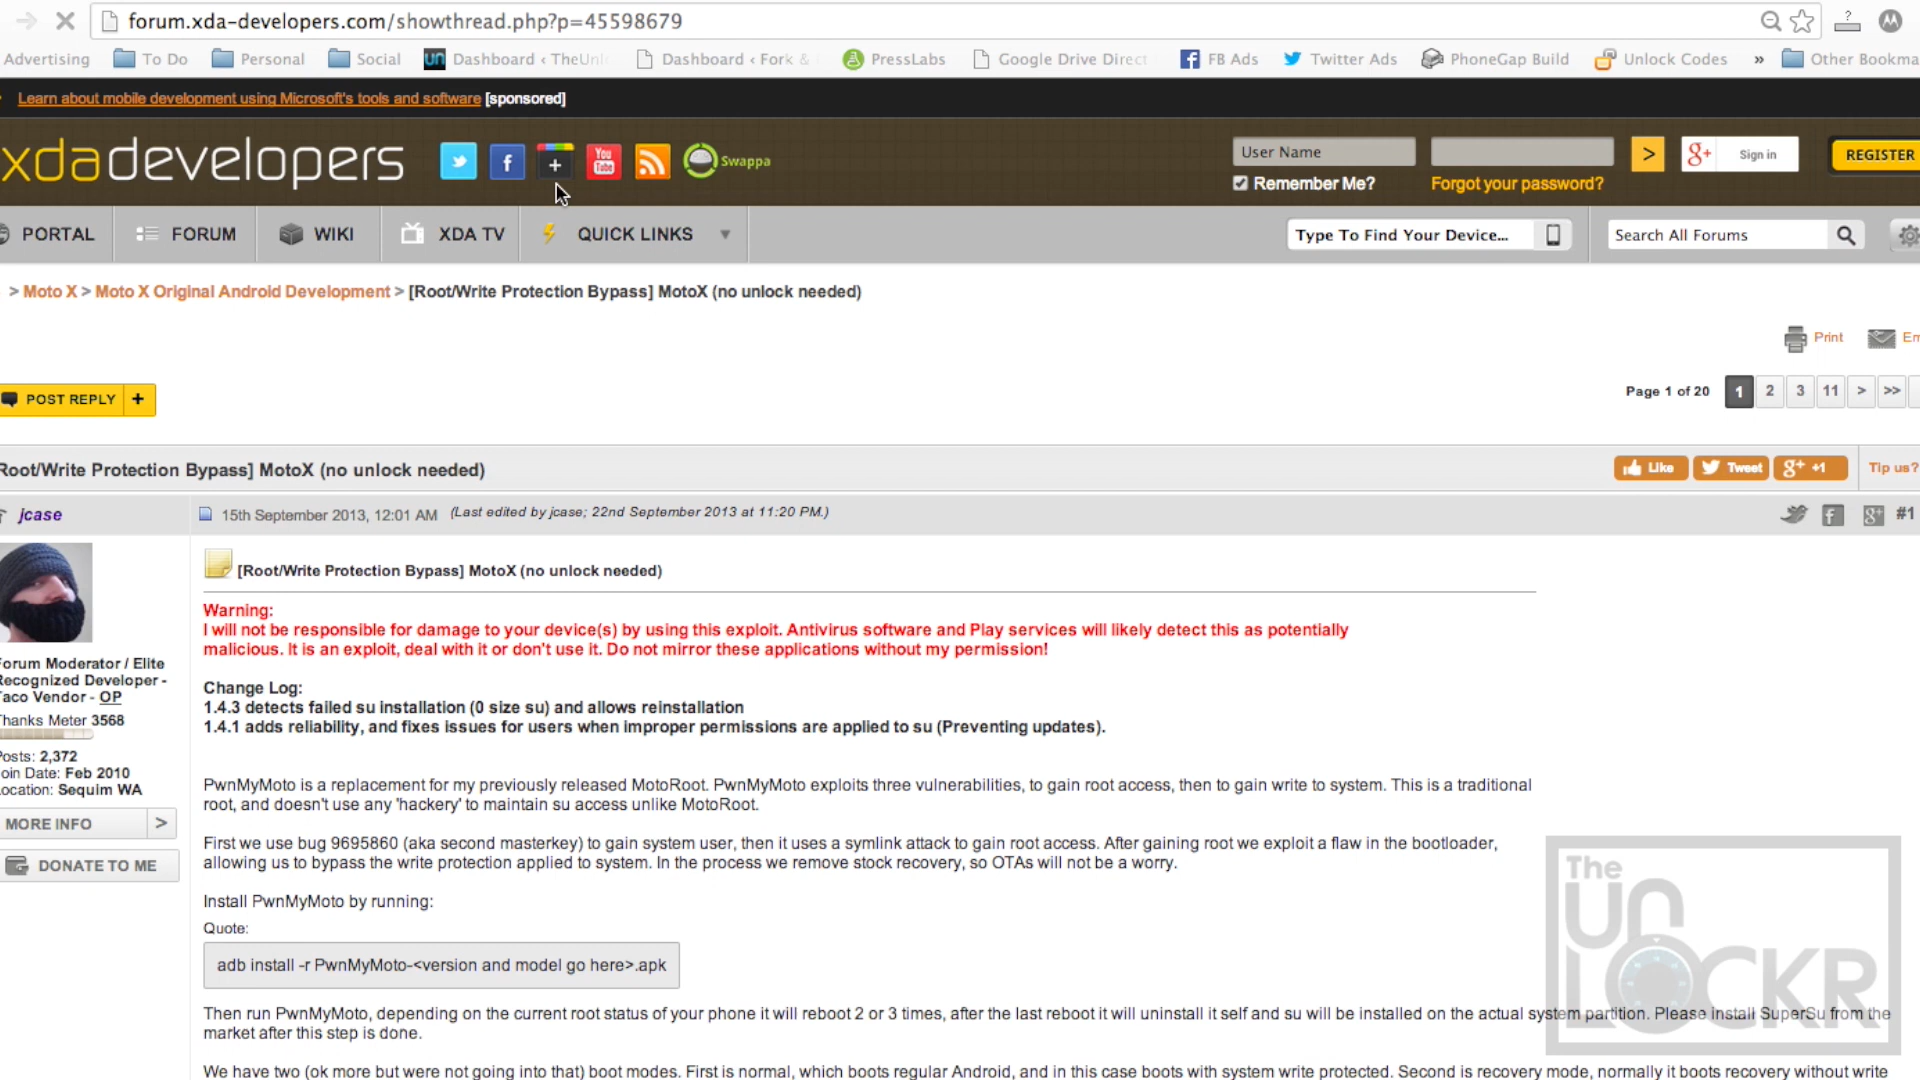 forum.xda-developers.com/showthread.php?p=45598679
Advertising To Do Personal Social Dashboard ‹ TheUnl Dashboard ‹ Fork & PressLabs Google Drive Direct FB Ads Twitter Ads PhoneGap Build Unlock Codes » Other Bookma
Learn about mobile development using Microsoft's tools and software [sponsored]
xdadevelopers
f + You Tube Swappa
User Name > g+ Sign in REGISTER
Remember Me? Forgot your password?
PORTAL FORUM WIKI XDA TV QUICK LINKS Type To Find Your Device... Search All Forums
> Moto X > Moto X Original Android Development > [Root/Write Protection Bypass] MotoX (no unlock needed)
Print Em
POST REPLY + Page 1 of 20 1 2 3 11 > >>
Root/Write Protection Bypass] MotoX (no unlock needed) Like Tweet g+ +1 Tip us?
jcase 15th September 2013, 12:01 AM (Last edited by jcase; 22nd September 2013 at 11:20 PM.) #1
[Root/Write Protection Bypass] MotoX (no unlock needed)
Warning:
I will not be responsible for damage to your device(s) by using this exploit. Antivirus software and Play services will likely detect this as potentially
malicious. It is an exploit, deal with it or don't use it. Do not mirror these applications without my permission!
orum Moderator / Elite
ecognized Developer -
aco Vendor - OP
hanks Meter 3568
osts: 2,372
oin Date: Feb 2010
ocation: Sequim WA
MORE INFO >
DONATE TO ME
Change Log:
1.4.3 detects failed su installation (0 size su) and allows reinstallation
1.4.1 adds reliability, and fixes issues for users when improper permissions are applied to su (Preventing updates).
PwnMyMoto is a replacement for my previously released MotoRoot. PwnMyMoto exploits three vulnerabilities, to gain root access, then to gain write to system. This is a traditional
root, and doesn't use any 'hackery' to maintain su access unlike MotoRoot.
First we use bug 9695860 (aka second masterkey) to gain system user, then it uses a symlink attack to gain root access. After gaining root we exploit a flaw in the bootloader,
allowing us to bypass the write protection applied to system. In the process we remove stock recovery, so OTAs will not be a worry.
Install PwnMyMoto by running:
Quote:
adb install -r PwnMyMoto-<version and model go here>.apk
Then run PwnMyMoto, depending on the current root status of your phone it will reboot 2 or 3 times, after the last reboot it will uninstall it self and su will be installed on the actual system partition. Please install SuperSu from the
market after this step is done.
We have two (ok more but were not going into that) boot modes. First is normal, which boots regular Android, and in this case boots with system write protected. Second is recovery mode, normally it boots recovery without write
The
UN
LOCKR